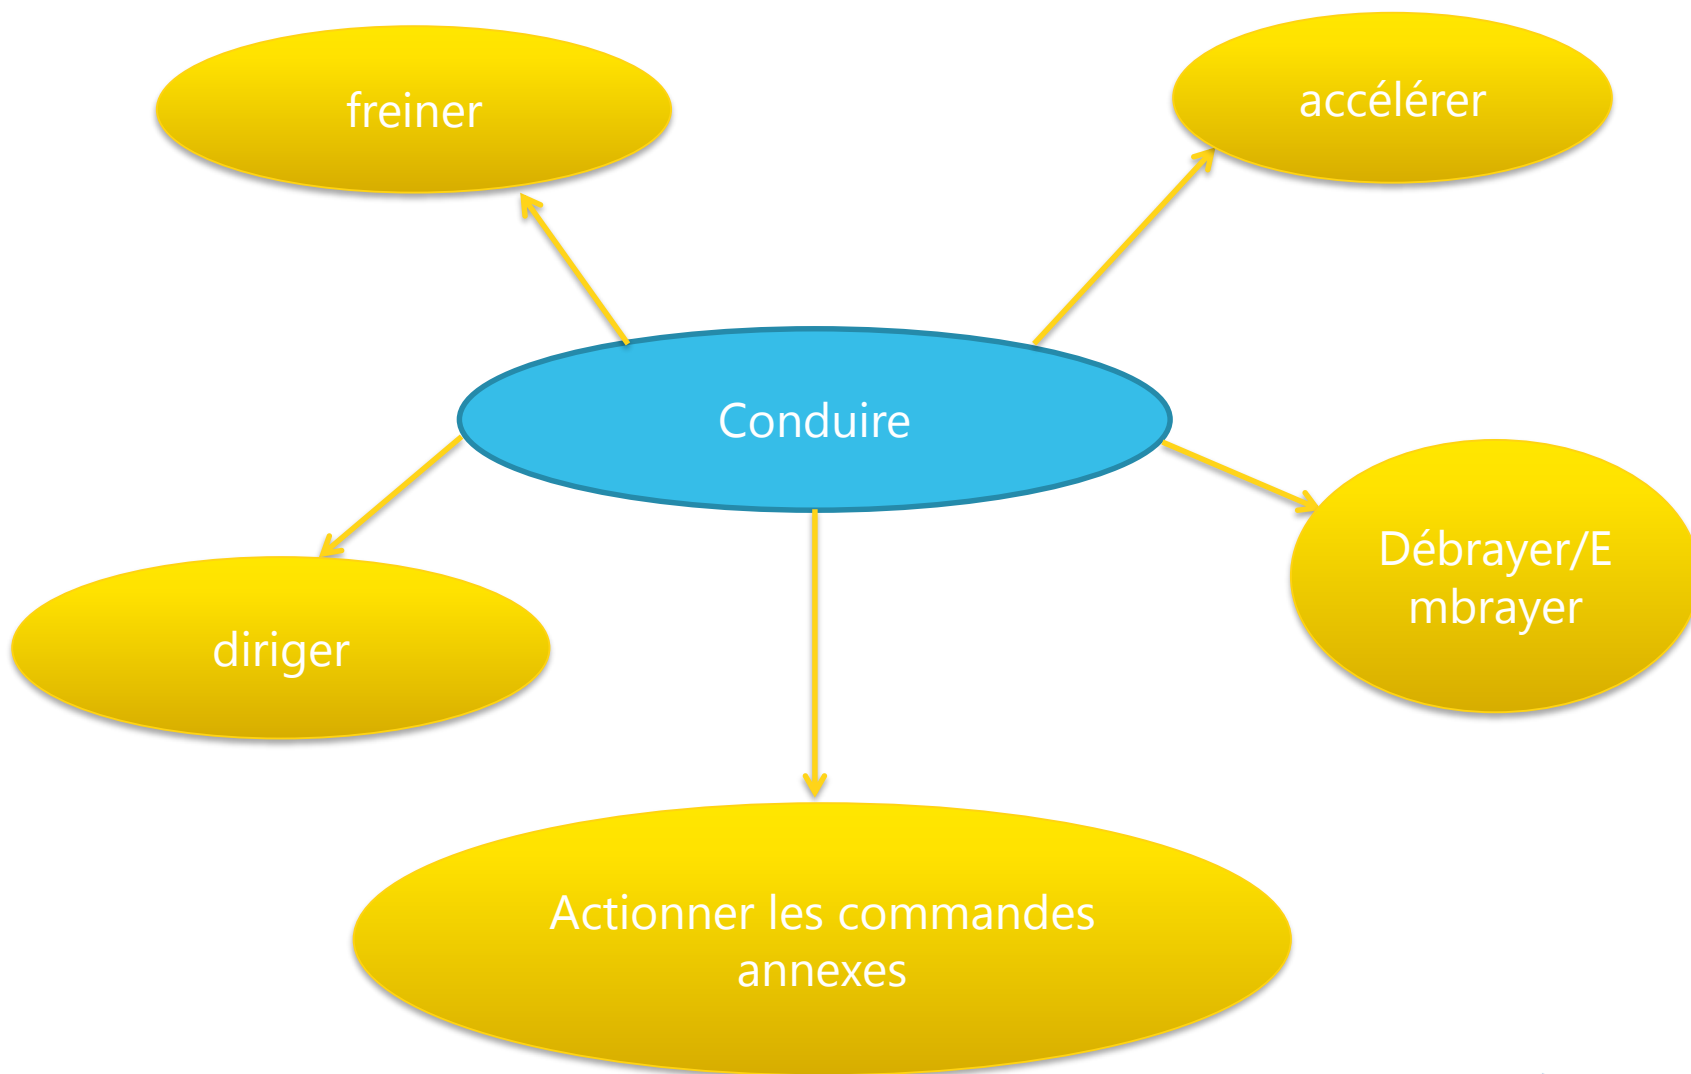 freiner
accélérer
Conduire
Débrayer/E
mbrayer
diriger
Actionner les commandes
annexes